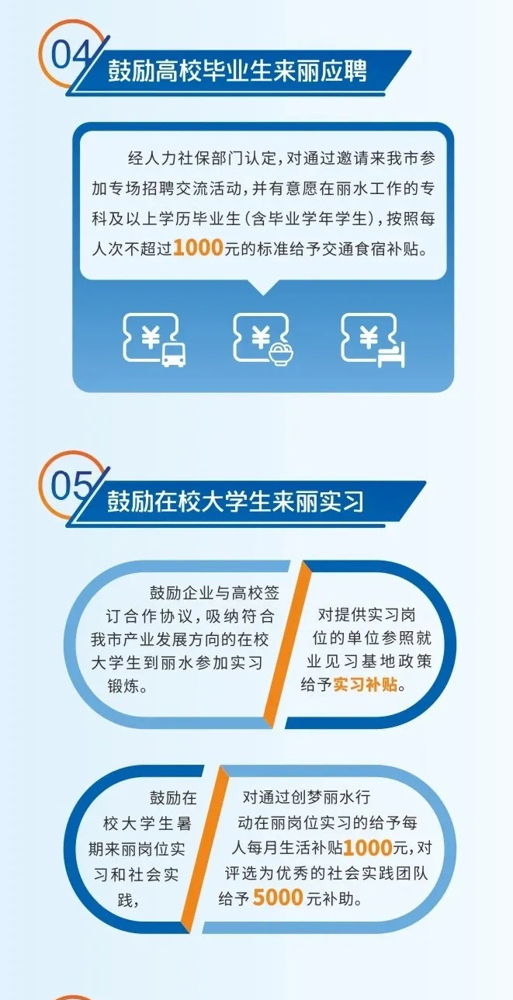 04
鼓励高校毕业生来丽应聘
经人力社保部门认定，对通过邀请来我市参
加专场招聘交流活动，并有意愿在丽水工作的专
科及以上学历毕业生（含毕业学年学生），按照每
人次不超过1000元的标准给予交通食宿补贴。
¥
¥
¥
05
鼓励在校大学生来丽实习
鼓励企业与高校签
订合作协议，吸纳符合
我市产业发展方向的在校
大学生到丽水参加实习
锻炼。
对提供实习岗
位的单位参照就
业见习基地政策
给予实习补贴。
鼓励在
校大学生暑
期来丽岗位实
习和社会实
践，
对通过创梦丽水行
动在丽岗位实习的给予每
人每月生活补贴1000元，对
评选为优秀的社会实践团队
给予5000元补助。